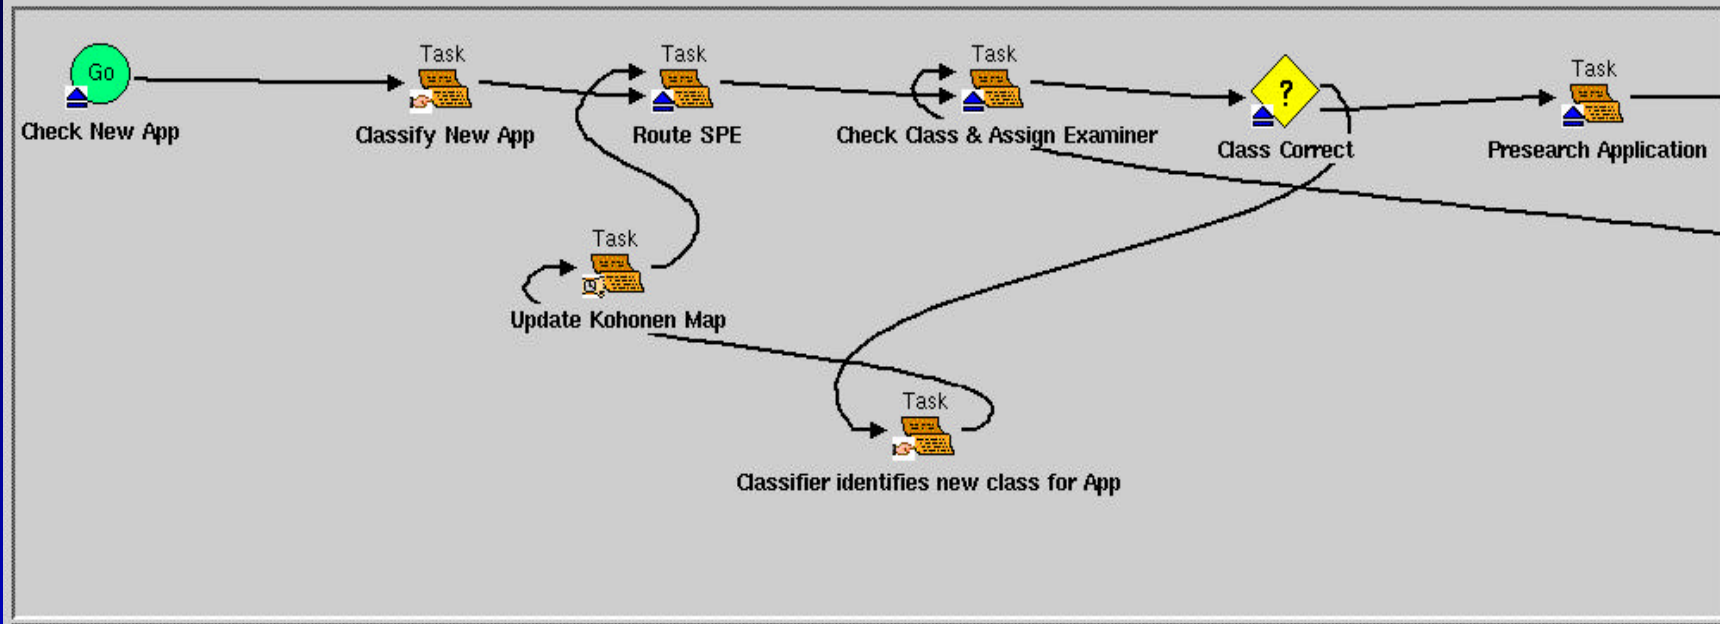 Go
Check New App
Task
Classify New App
Task
Route SPE
Task
Check Class & Assign Examiner
?
Class Correct
Task
Presearch Application
Task
Update Kohonen Map
Task
Classifier identifies new class for App